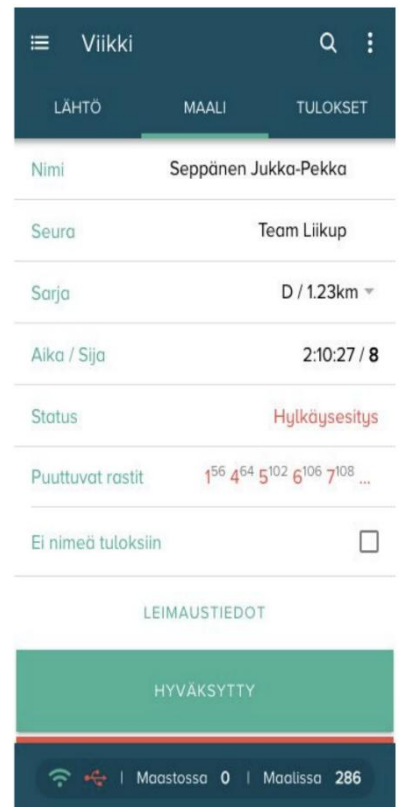 Viikki
LÄHTÖ MAALI TULOKSET
Nimi Seppänen Jukka-Pekka
Seura Team Liikup
Sarja D / 1.23km
Aika / Sija 2:10:27 / 8
Status Hylkäysesitys
Puuttuvat rastit 1⁵⁶ 4⁶⁴ 5¹⁰² 6¹⁰⁶ 7¹⁰⁸ ...
Ei nimeä tuloksiin
LEIMAUSTIEDOT
HYVÄKSYTTY
| Maastossa 0 | Maalissa 286